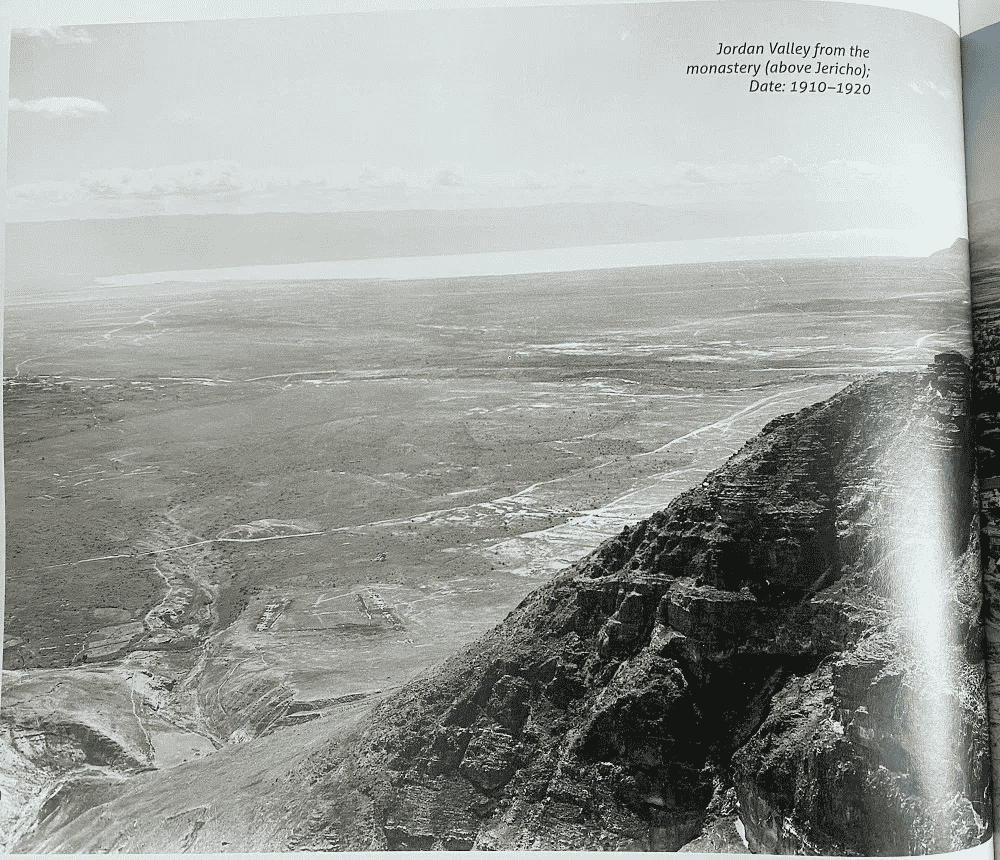 Jordan Valley from the
monastery (above Jericho);
Date: 1910–1920